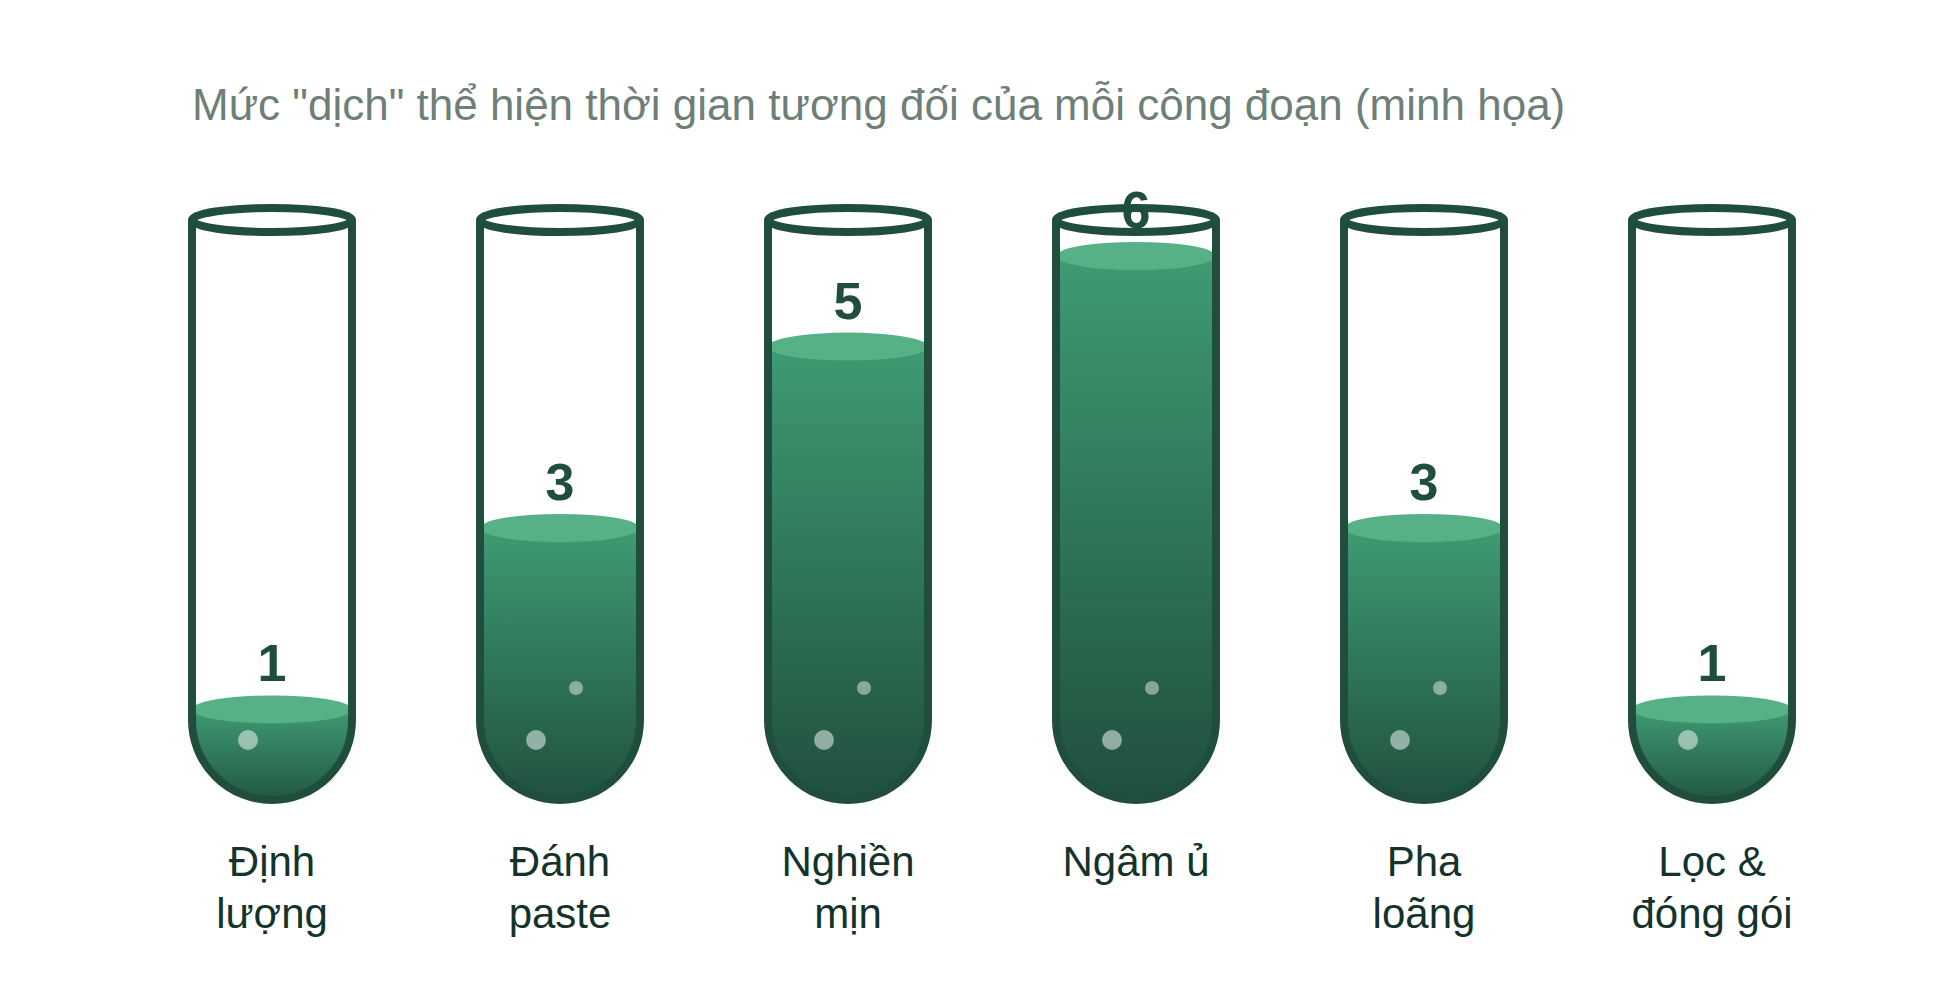 Mức "dịch" thể hiện thời gian tương đối của mỗi công đoạn (minh họa)
1
3
5
6
3
1
Định
lượng
Đánh
paste
Nghiền
mịn
Ngâm ủ
Pha
loãng
Lọc &
đóng gói